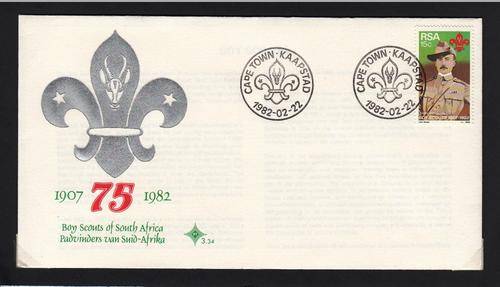 CAPE TOWN · KAAPSTAD
1982-02-22
CAPE TOWN · KAAPSTAD
1982-02-22
RSA
15c
1907 75 1982
Boy Scouts of South Africa
Padvinders van Suid-Afrika
3.34